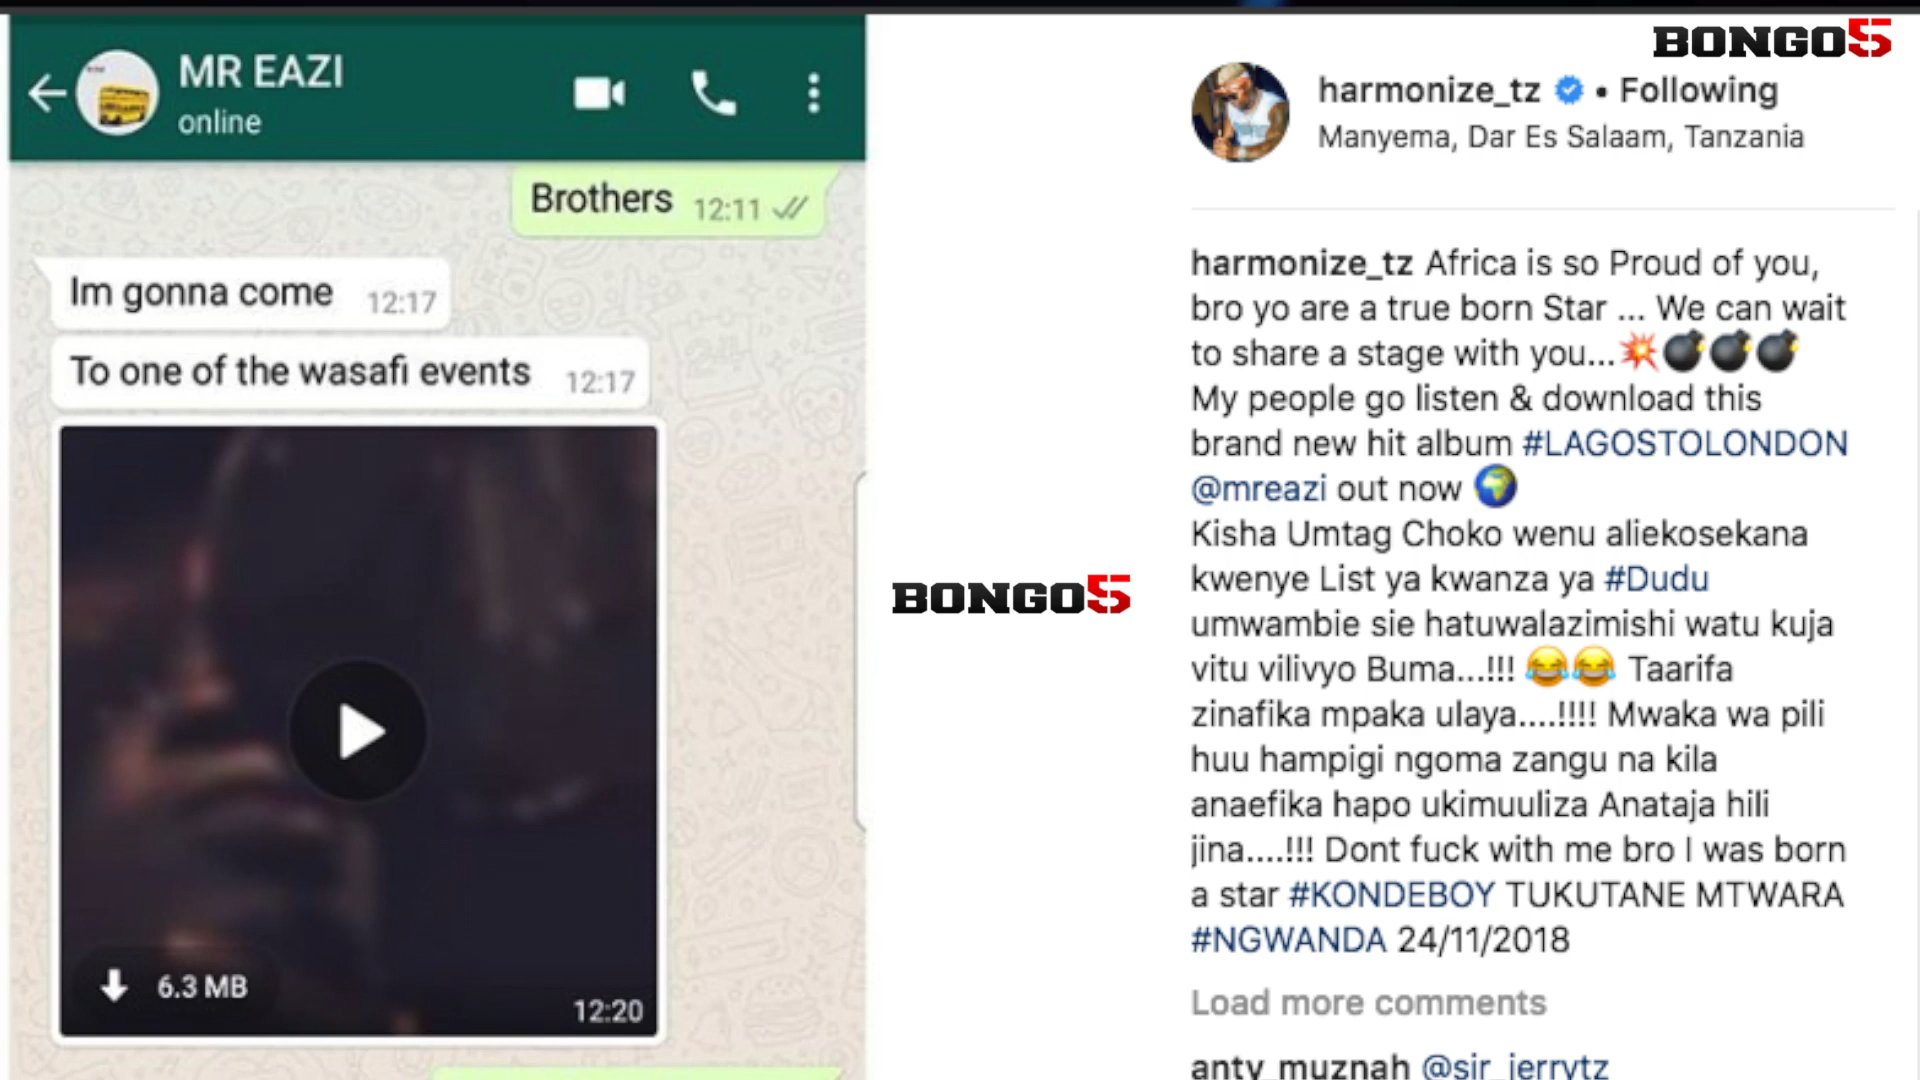 MR EAZI
online
Brothers 12:11
Im gonna come 12:17
To one of the wasafi events 12:17
6.3 MB
12:20
BONGO5
BONGO5
harmonize_tz • Following
Manyema, Dar Es Salaam, Tanzania
harmonize_tz Africa is so Proud of you,
bro yo are a true born Star ... We can wait
to share a stage with you...💥💣💣💣
My people go listen & download this
brand new hit album #LAGOSTOLONDON
@mreazi out now 🌍
Kisha Umtag Choko wenu aliekosekana
kwenye List ya kwanza ya #Dudu
umwambie sie hatuwalazimishi watu kuja
vitu vilivyo Buma...!!! 😂😂 Taarifa
zinafika mpaka ulaya....!!!! Mwaka wa pili
huu hampigi ngoma zangu na kila
anaefika hapo ukimuuliza Anataja hili
jina....!!! Dont fuck with me bro I was born
a star #KONDEBOY TUKUTANE MTWARA
#NGWANDA 24/11/2018
Load more comments
anty_muznah @sir_jerrytz